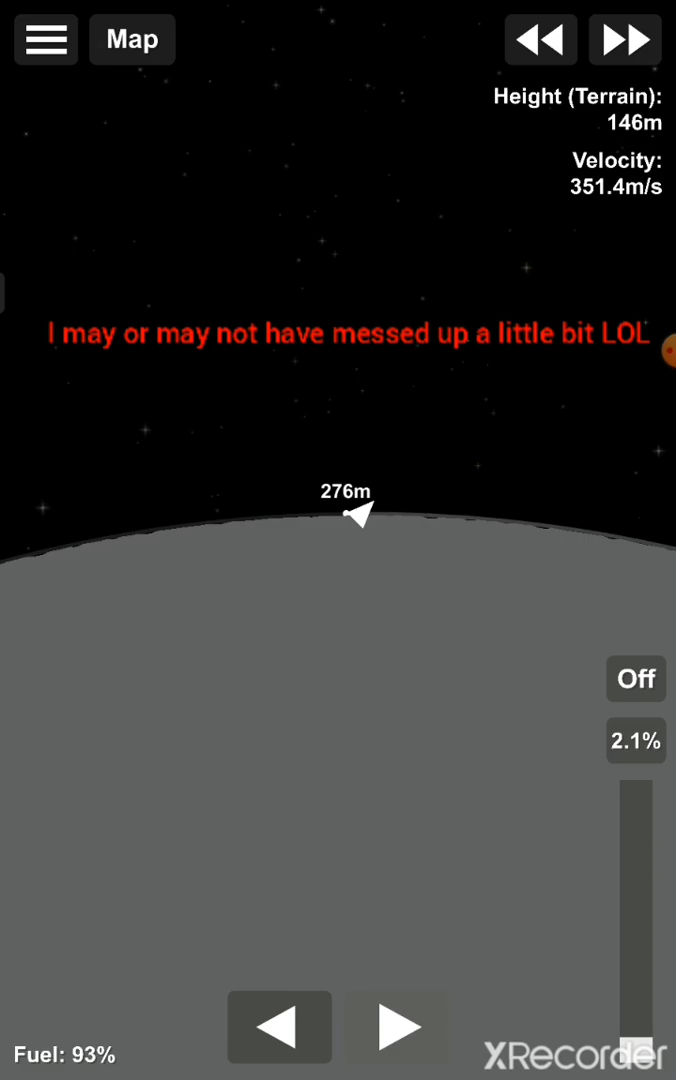 Map
Height (Terrain):
146m
Velocity:
351.4m/s
I may or may not have messed up a little bit LOL
276m
Off
2.1%
Fuel: 93%
XRecorder